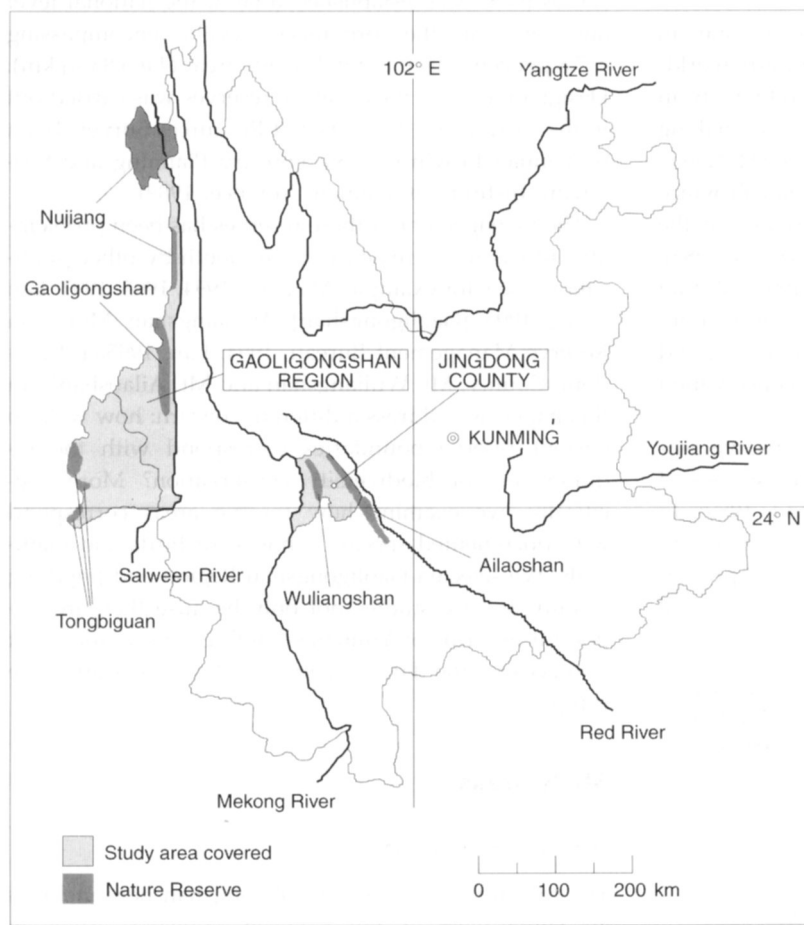 102° E
Yangtze River
Nujiang
Gaoligongshan
GAOLIGONGSHAN
REGION
JINGDONG
COUNTY
KUNMING
Youjiang River
24° N
Salween River
Ailaoshan
Wuliangshan
Tongbiguan
Red River
Mekong River
Study area covered
Nature Reserve
0 100 200 km